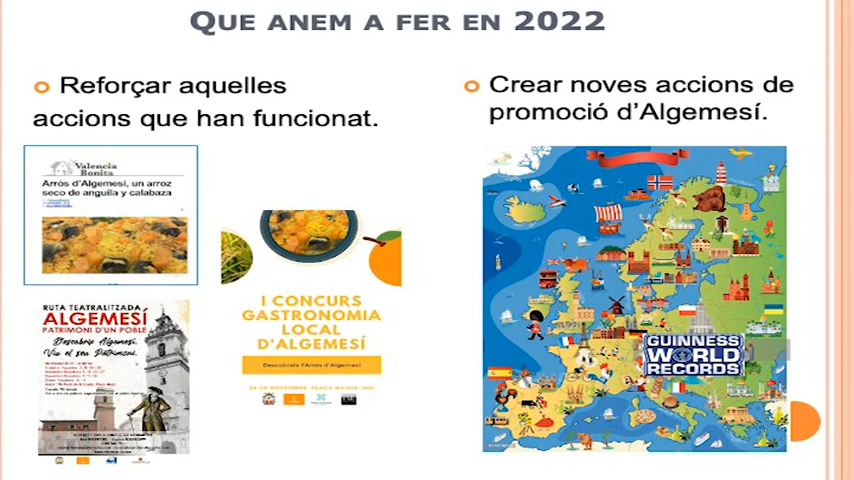 QUE ANEM A FER EN 2022
Reforçar aquelles
accions que han funcionat.
Crear noves accions de
promoció d'Algemesí.
Valencia
Bonita
Arròs d'Algemesí, un arroz
seco de anguila y calabaza
I CONCURS
GASTRONOMIA
LOCAL
D'ALGEMESÍ
Descobreix l'Arròs d'Algemesí
RUTA TEATRALITZADA
ALGEMESÍ
PATRIMONI D'UN POBLE
Descobrix Algemesí.
Viu el seu Patrimoni.
GUINNESS
WORLD
RECORDS